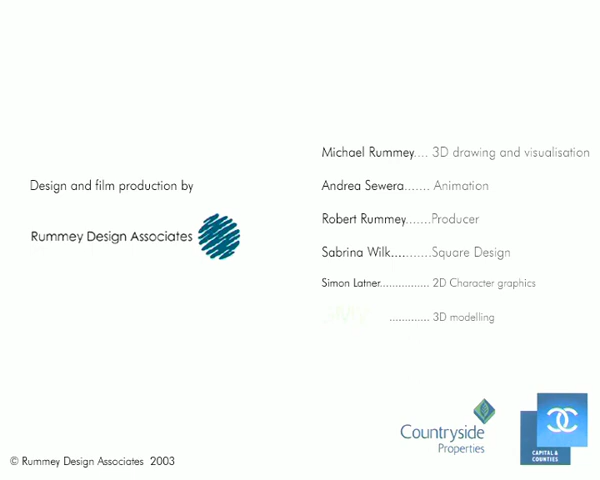 Design and film production by
Rummey Design Associates
Michael Rummey.... 3D drawing and visualisation
Andrea Sewera....... Animation
Robert Rummey.......Producer
Sabrina Wilk...........Square Design
Simon Latner............... 2D Character graphics
............. 3D modelling
Countryside
Properties
CAPITAL &
COUNTIES
© Rummey Design Associates 2003